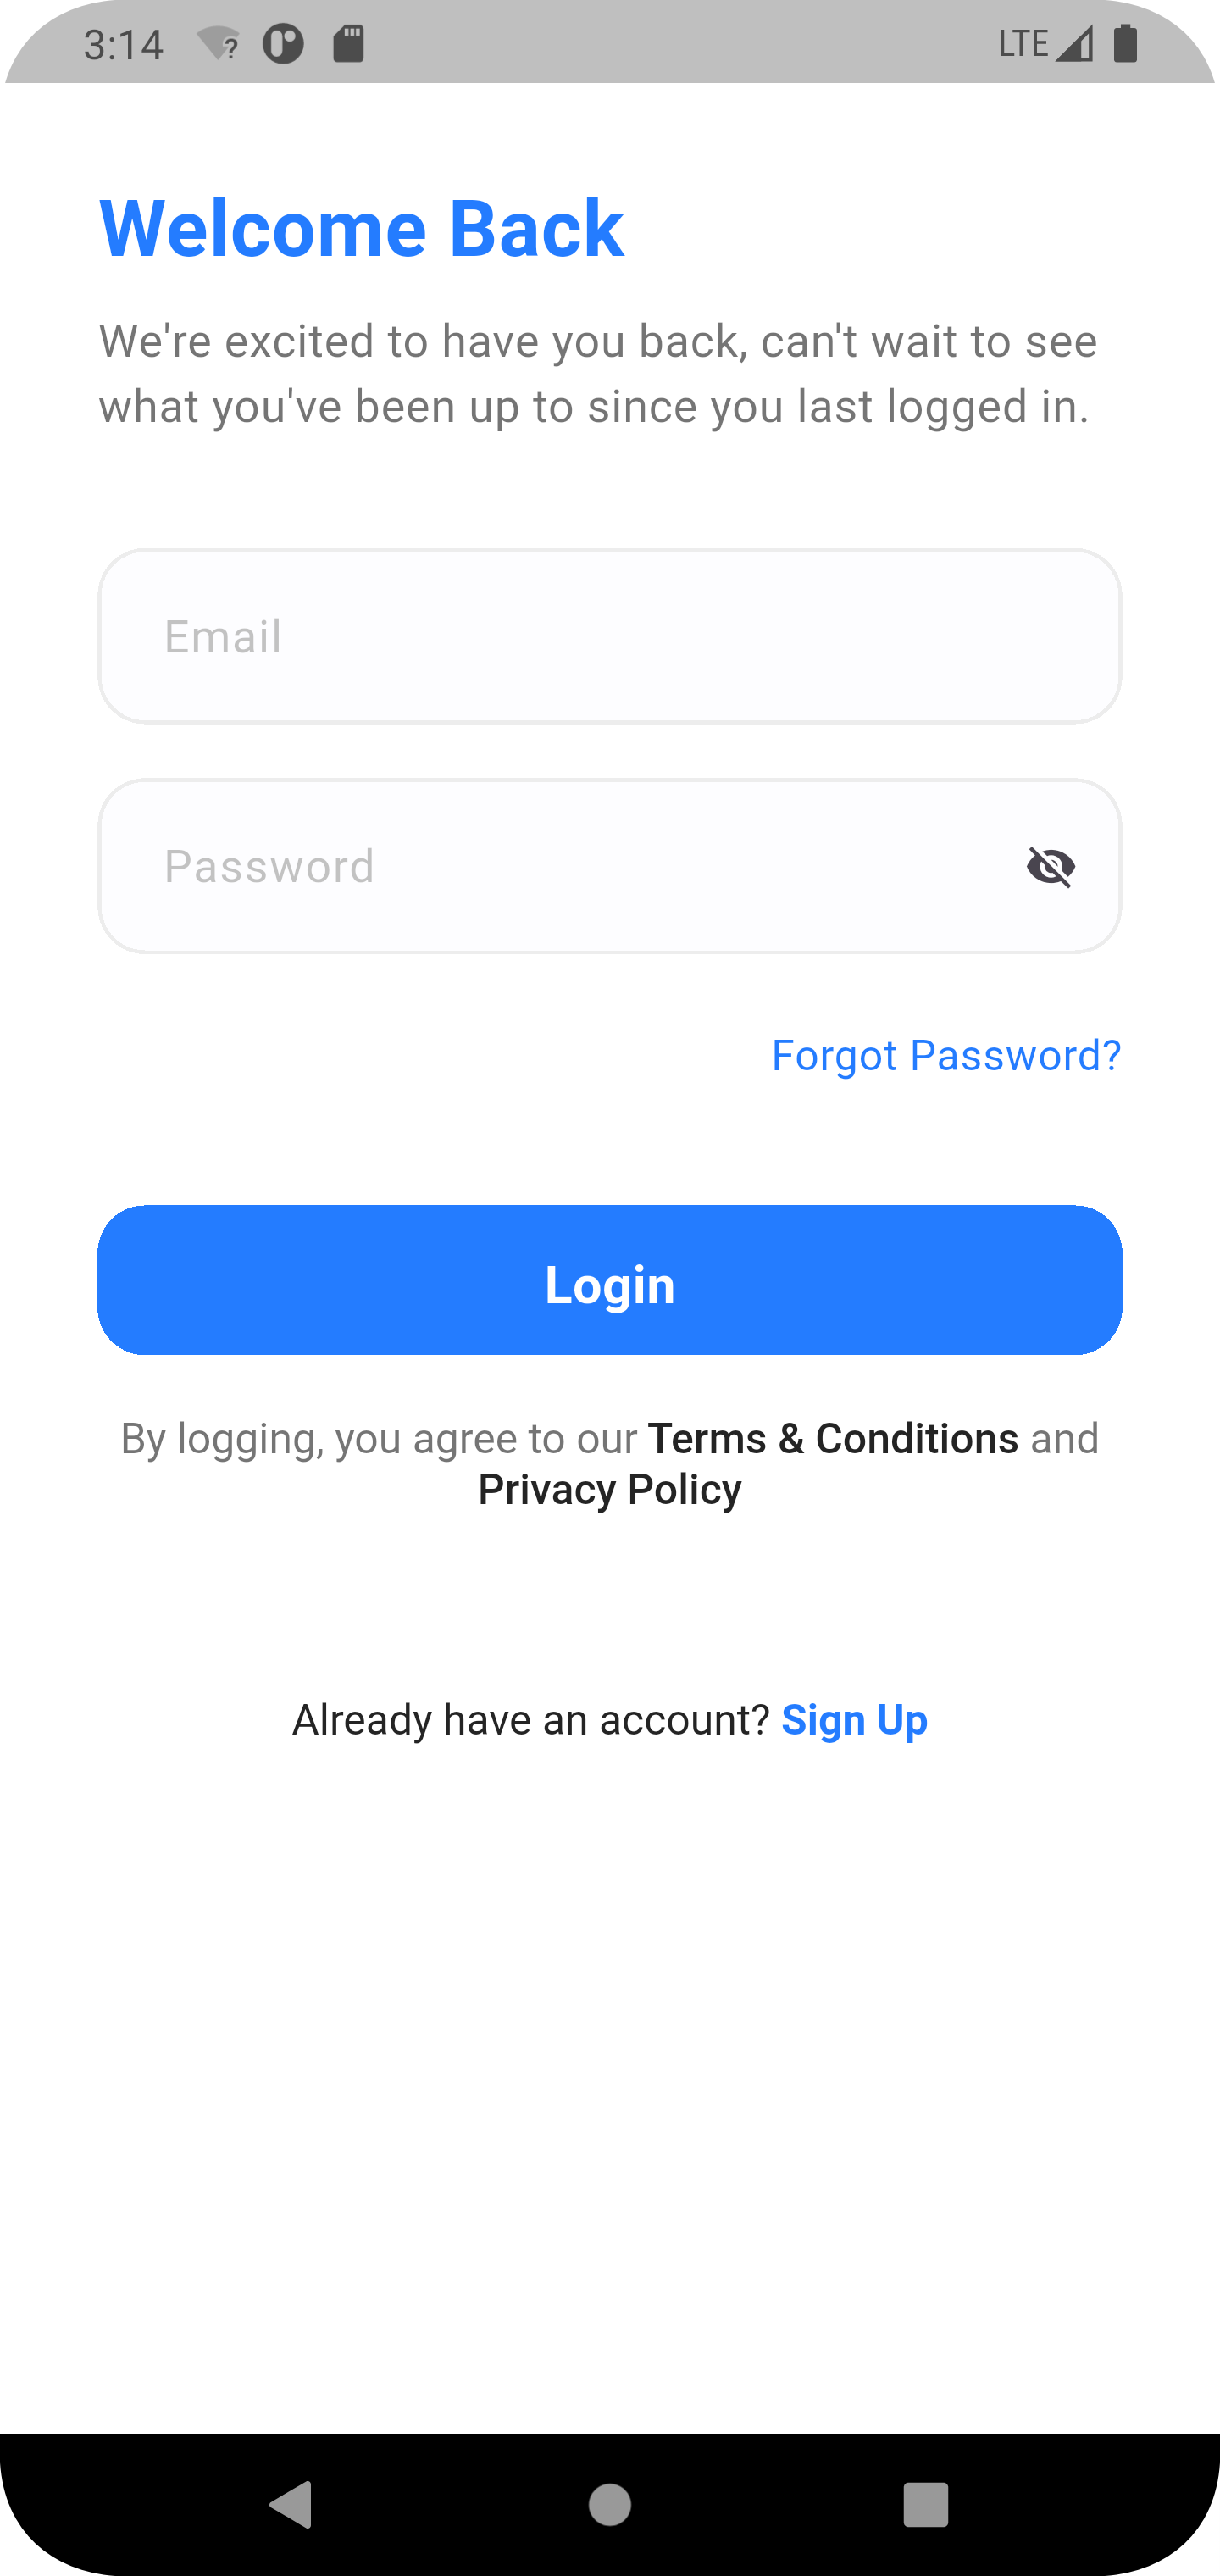 3:14 ? LTE
Welcome Back
We're excited to have you back, can't wait to see
what you've been up to since you last logged in.
Email
Password
Forgot Password?
Login
By logging, you agree to our Terms & Conditions and
Privacy Policy
Already have an account? Sign Up